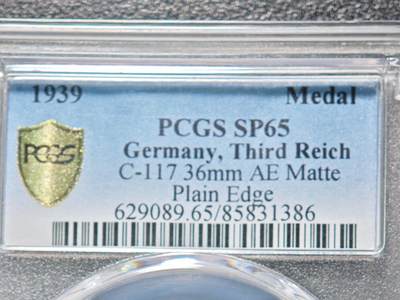 1939 Medal
PCGS SP65
PCGS Germany, Third Reich
C-117 36mm AE Matte
Plain Edge
629089.65/85831386